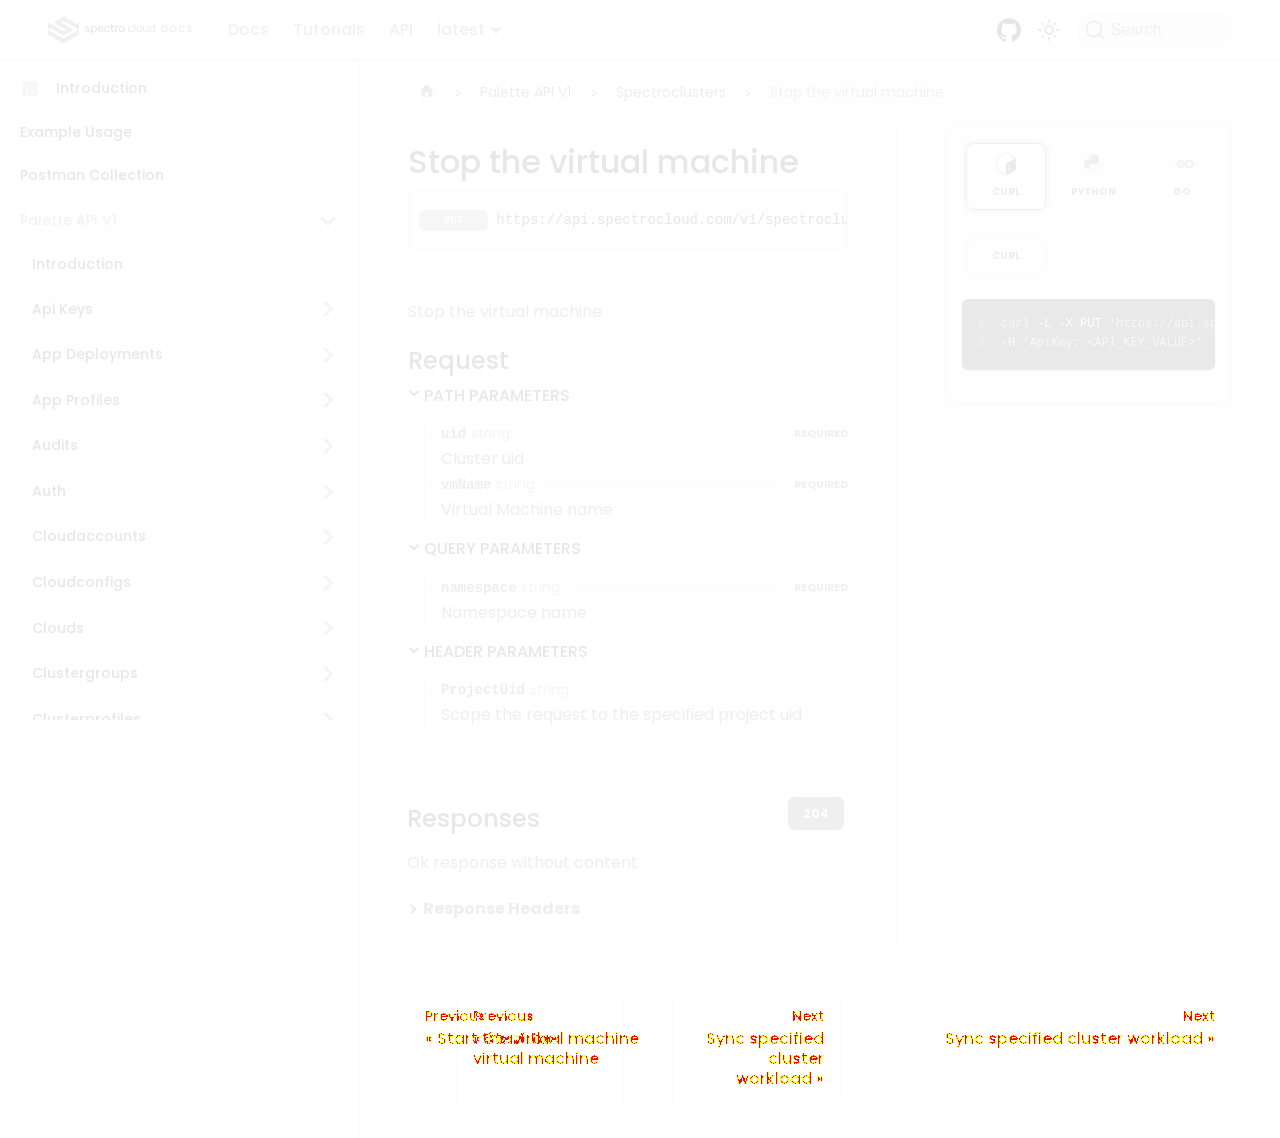 spectro cloud DOCS
Docs Tutorials API latest
Search
Introduction
Example Usage
Postman Collection
Palette API V1
Introduction
Api Keys
App Deployments
App Profiles
Audits
Auth
Cloudaccounts
Cloudconfigs
Clouds
Clustergroups
Clusterprofiles
Palette API V1 Spectroclusters Stop the virtual machine
Stop the virtual machine
PUT https://api.spectrocloud.com/v1/spectroclu
Stop the virtual machine
Request
PATH PARAMETERS
uid string REQUIRED
Cluster uid
vmName string REQUIRED
Virtual Machine name
QUERY PARAMETERS
namespace string REQUIRED
Namespace name
HEADER PARAMETERS
ProjectUid string
Scope the request to the specified project uid
Responses
204
Ok response without content
Response Headers
CURL PYTHON GO
CURL
1 curl -L -X PUT 'https://api.sp
2 -H 'ApiKey: <API_KEY_VALUE>'
Previous
Previous
virtual machine
virtual machine
Next
Sync specified
cluster
workload »
Next
Sync specified cluster workload »